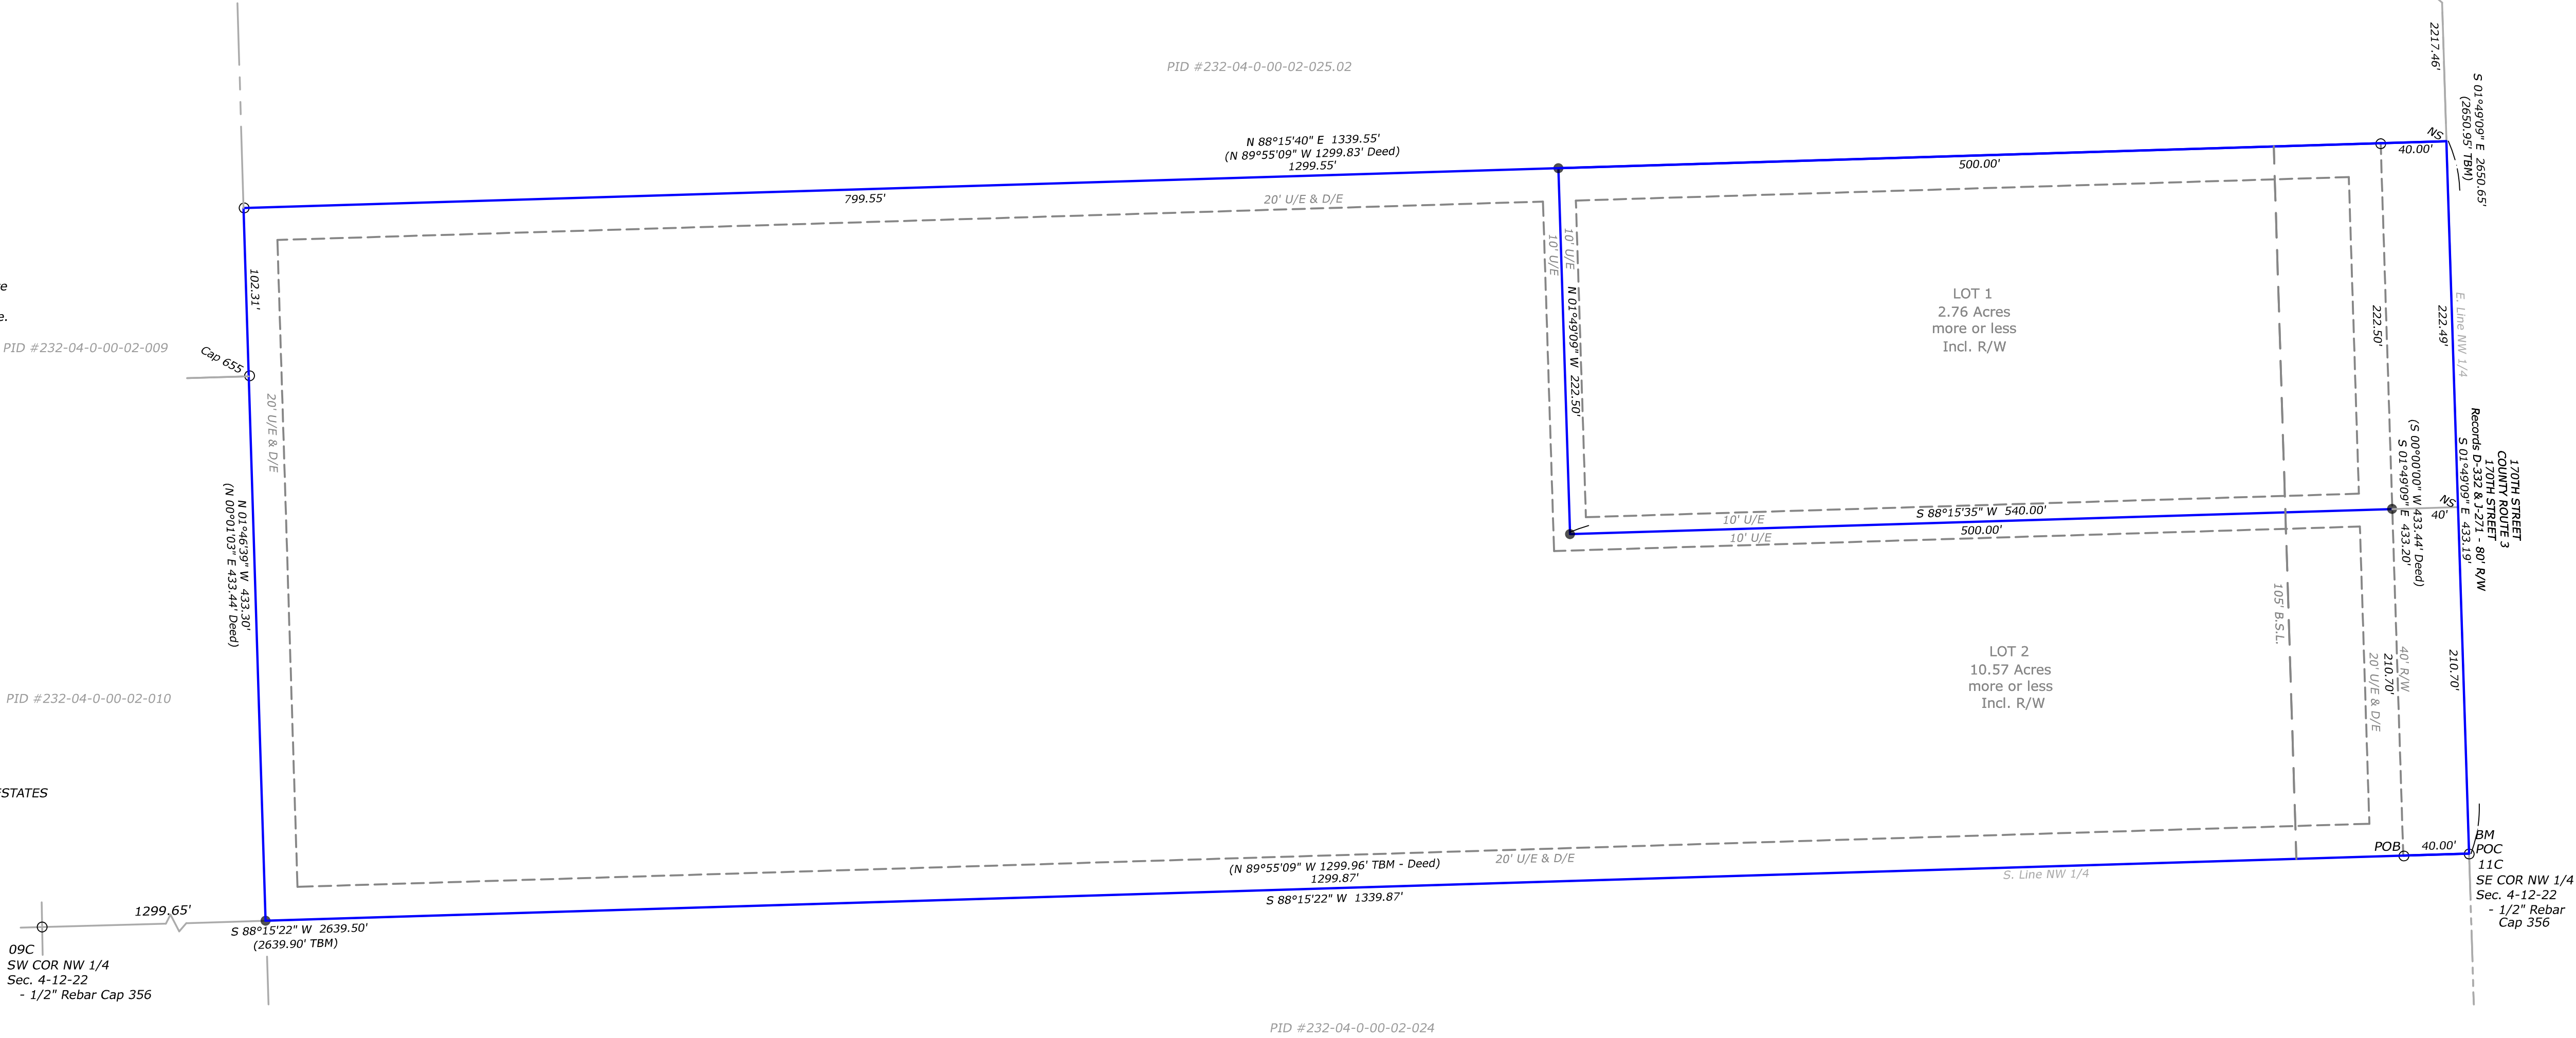 2217.46'
S 01°49'09" E 2650.65'
(2650.95' TBM)
PID #232-04-0-00-02-025.02
N 88°15'40" E 1339.55'
(N 89°55'09" W 1299.83' Deed)
1299.55'
NS
40.00'
500.00'
799.55'
20' U/E & D/E
10' U/E
10' U/E
102.31'
e
e.
PID #232-04-0-00-02-009
Cap 655
N 01°49'09" W 222.50'
LOT 1
2.76 Acres
more or less
Incl. R/W
222.50'
222.49'
E. Line NW 1/4
20' U/E & D/E
N 01°46'39" W 433.30'
(N 00°01'03" E 433.44' Deed)
10' U/E
S 88°15'35" W 540.00'
500.00'
10' U/E
NS
40'
(S 00°00'00" W 433.44' Deed)
S 01°49'09" E 433.20'
S 01°49'09" E 433.19'
Records D-332 & J-271 - 80' R/W
170TH STREET
COUNTY ROUTE 3
170TH STREET
105' B.S.L.
LOT 2
10.57 Acres
more or less
Incl. R/W
20' U/E & D/E
210.70'
40' R/W
210.70'
PID #232-04-0-00-02-010
STATES
(N 89°55'09" W 1299.96' TBM - Deed)
1299.87'
20' U/E & D/E
S 88°15'22" W 1339.87'
S. Line NW 1/4
POB
40.00'
BM
POC
11C
SE COR NW 1/4
Sec. 4-12-22
- 1/2" Rebar
Cap 356
1299.65'
S 88°15'22" W 2639.50'
(2639.90' TBM)
09C
SW COR NW 1/4
Sec. 4-12-22
- 1/2" Rebar Cap 356
PID #232-04-0-00-02-024